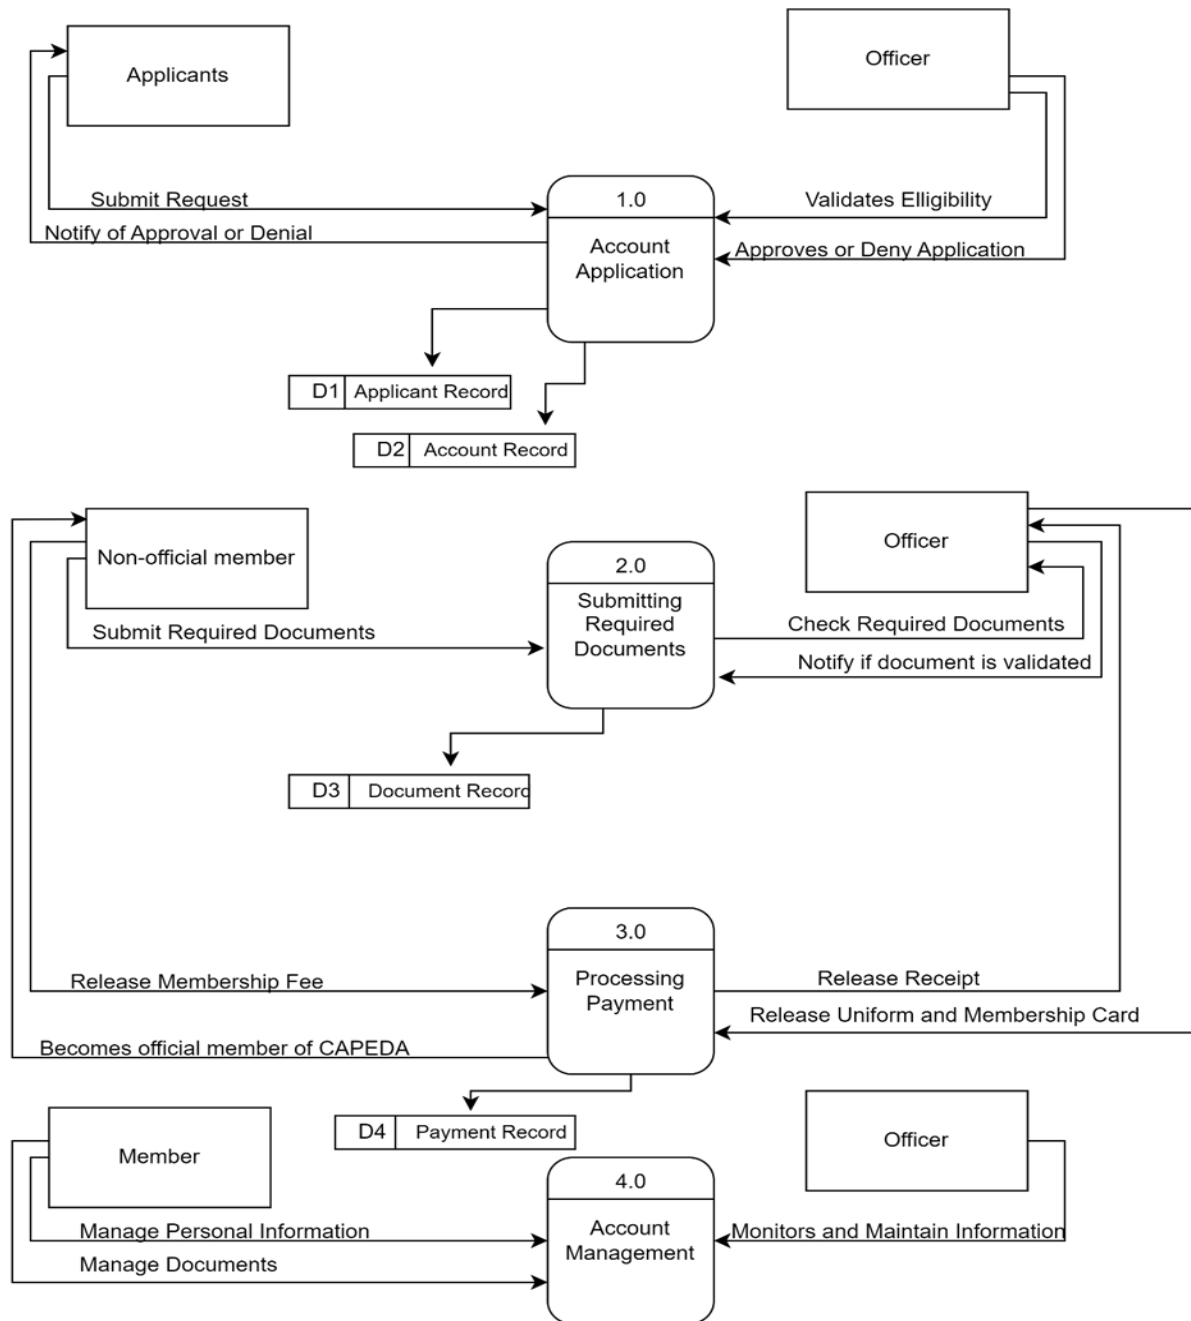 Applicants
Officer
Submit Request
Notify of Approval or Denial
1.0
Account
Application
Validates Elligibility
Approves or Deny Application
D1 Applicant Record
D2 Account Record
Non-official member
Officer
2.0
Submitting
Required
Documents
Submit Required Documents
Check Required Documents
Notify if document is validated
D3 Document Record
3.0
Processing
Payment
Release Membership Fee
Release Receipt
Release Uniform and Membership Card
Becomes official member of CAPEDA
D4 Payment Record
Member
Officer
4.0
Account
Management
Manage Personal Information
Monitors and Maintain Information
Manage Documents